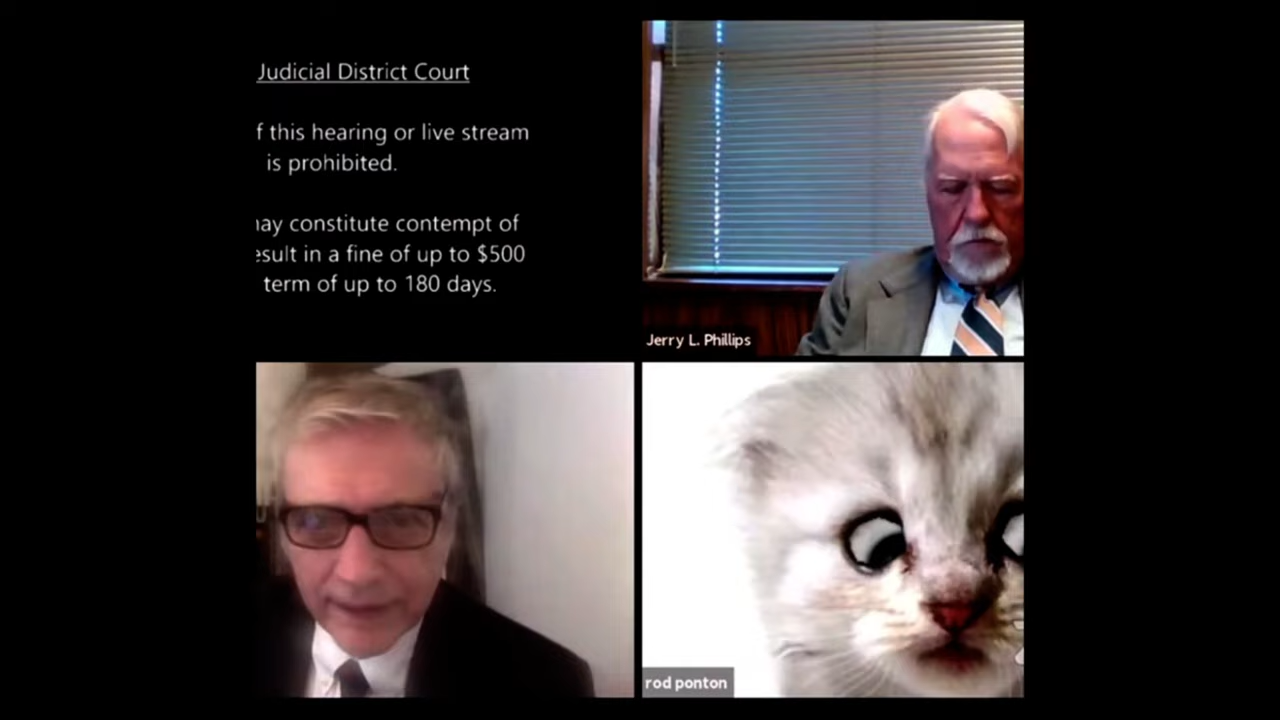 Judicial District Court
f this hearing or live stream
is prohibited.
ay constitute contempt of
esult in a fine of up to $500
term of up to 180 days.
Jerry L. Phillips
rod ponton